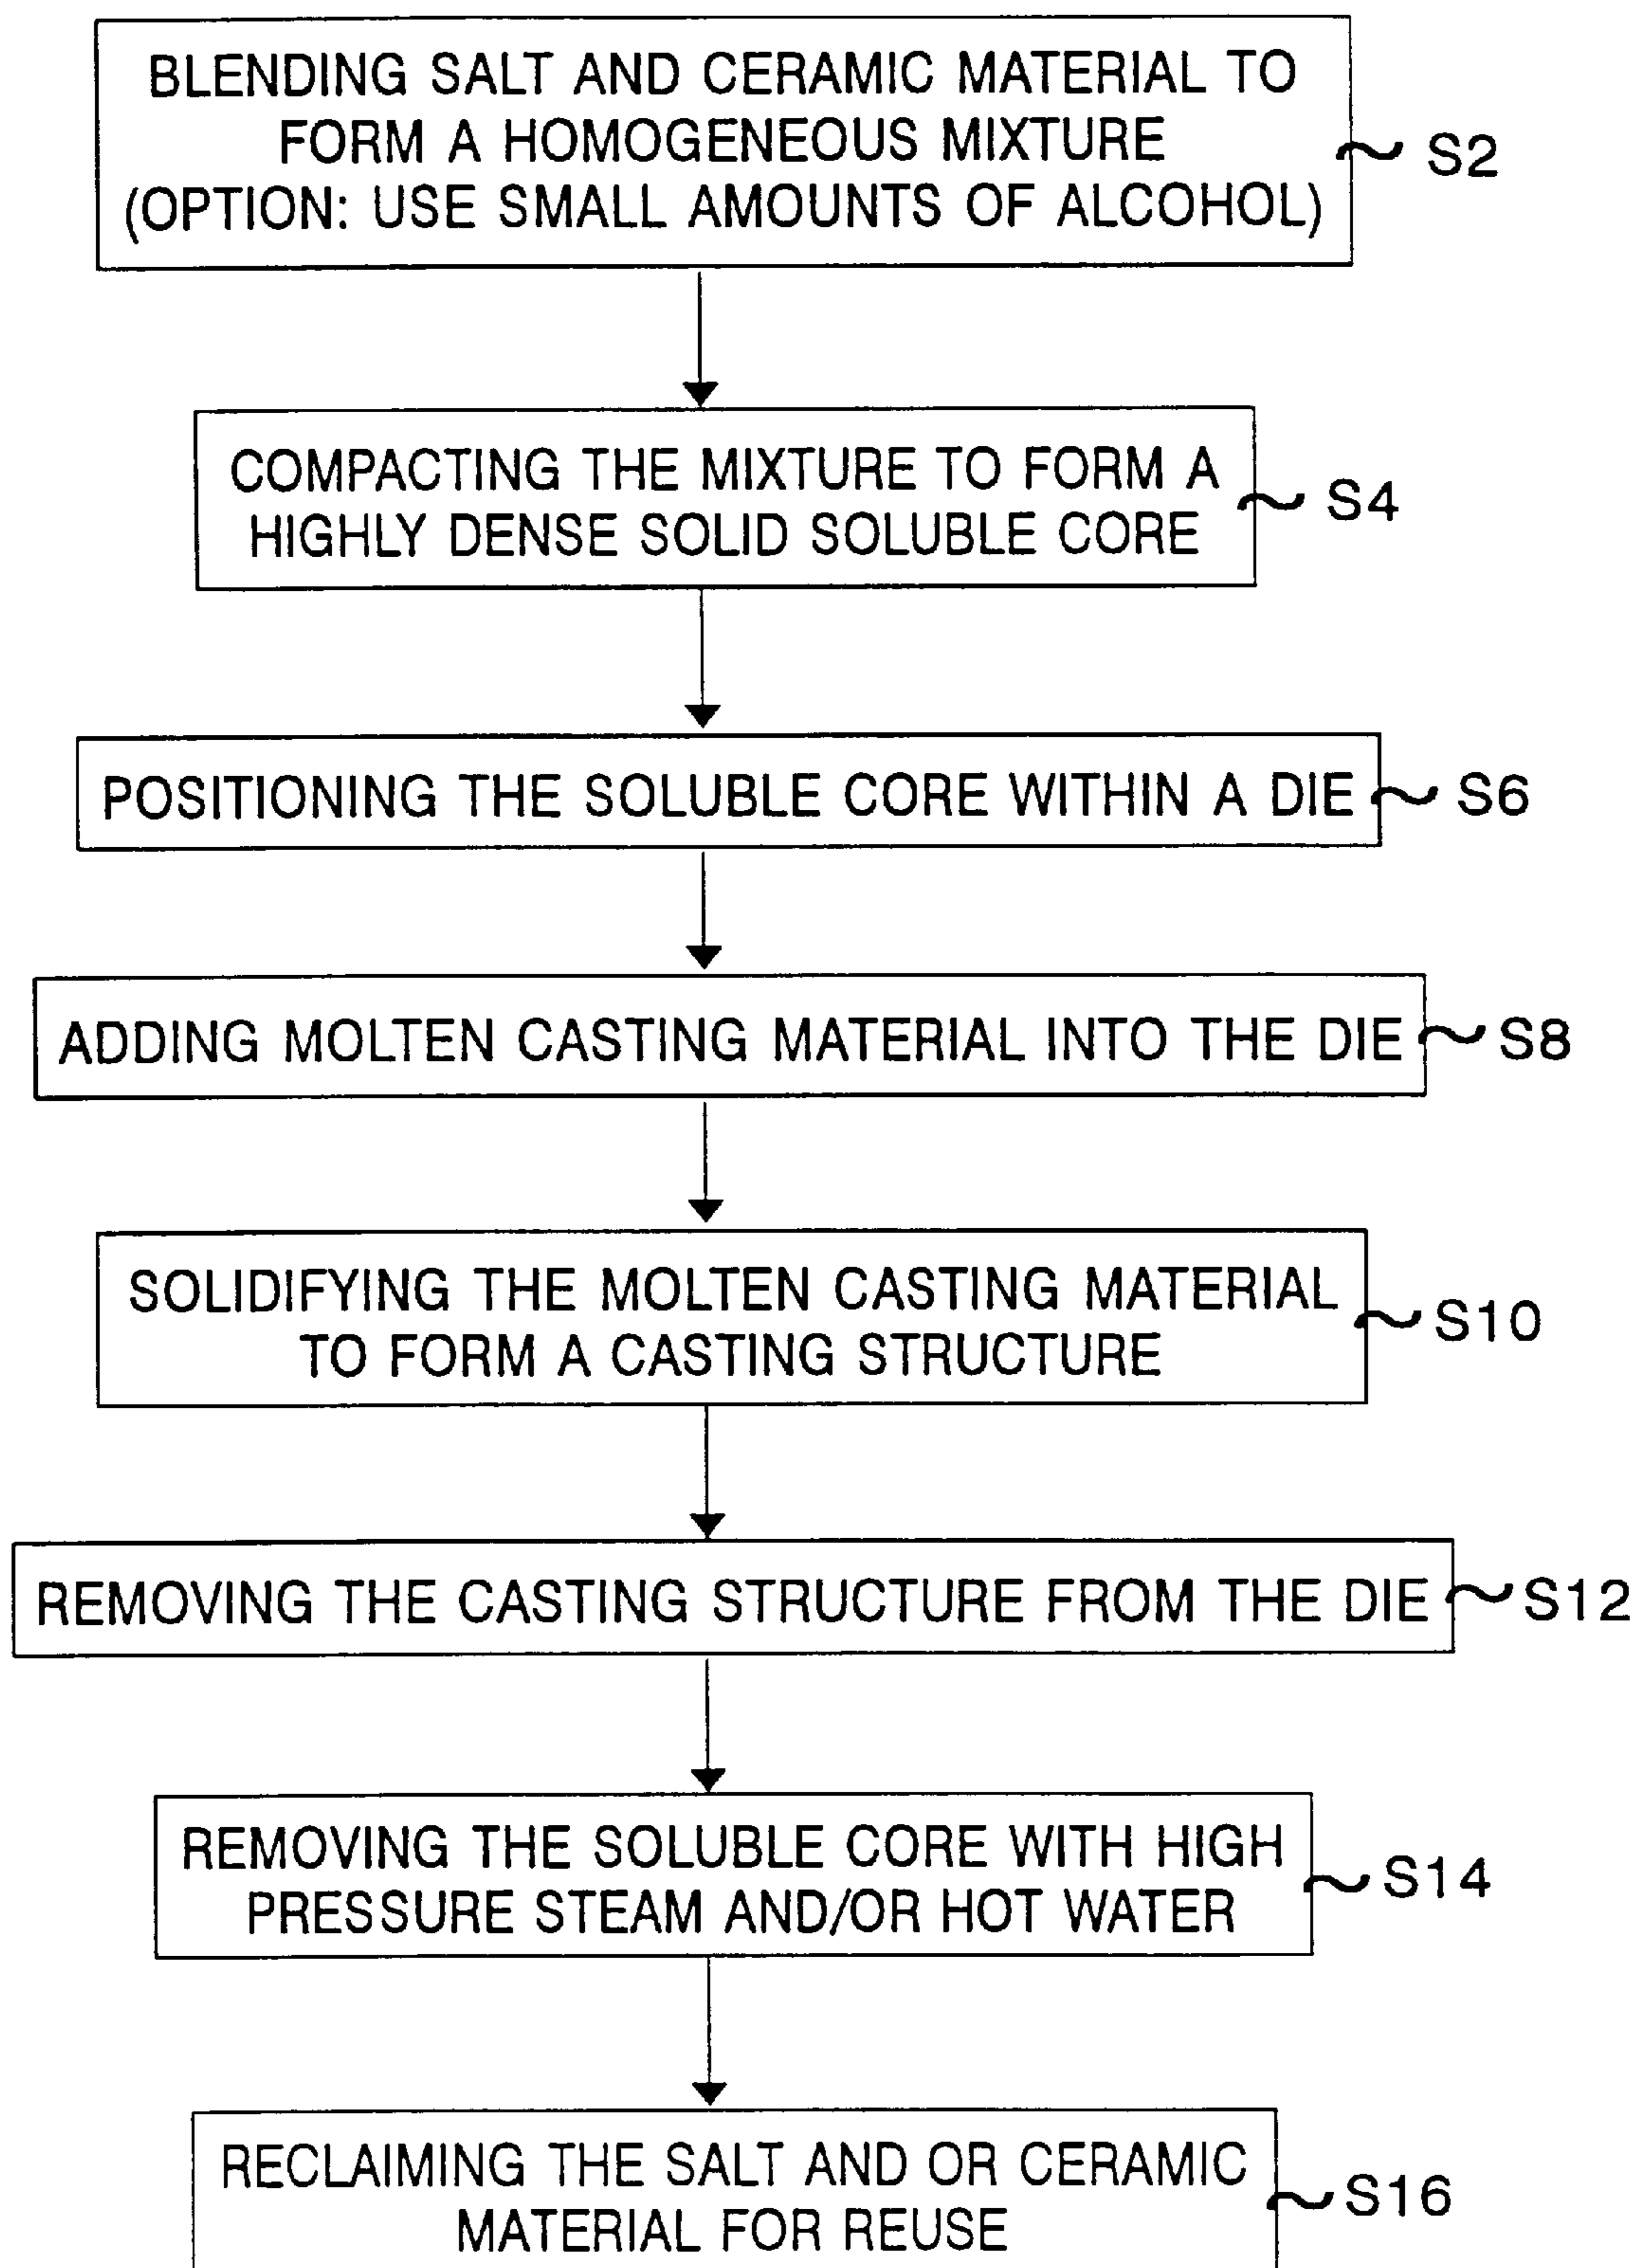 BLENDING SALT AND CERAMIC MATERIAL TO
FORM A HOMOGENEOUS MIXTURE
(OPTION: USE SMALL AMOUNTS OF ALCOHOL)
S2
COMPACTING THE MIXTURE TO FORM A
HIGHLY DENSE SOLID SOLUBLE CORE
S4
POSITIONING THE SOLUBLE CORE WITHIN A DIE
S6
ADDING MOLTEN CASTING MATERIAL INTO THE DIE
S8
SOLIDIFYING THE MOLTEN CASTING MATERIAL
TO FORM A CASTING STRUCTURE
S10
REMOVING THE CASTING STRUCTURE FROM THE DIE
S12
REMOVING THE SOLUBLE CORE WITH HIGH
PRESSURE STEAM AND/OR HOT WATER
S14
RECLAIMING THE SALT AND OR CERAMIC
MATERIAL FOR REUSE
S16